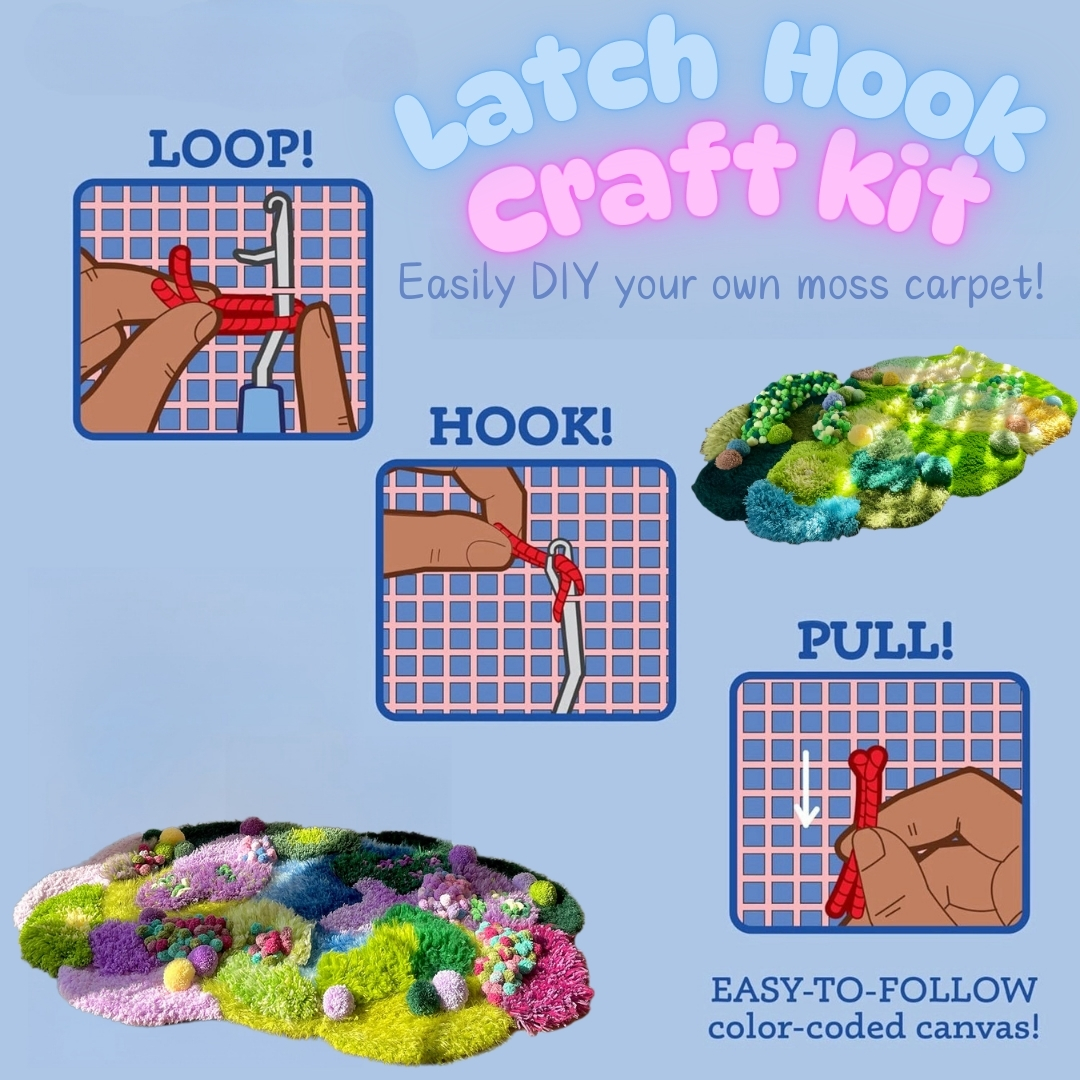 Latch Hook
Craft kit
Easily DIY your own moss carpet!
LOOP!
HOOK!
PULL!
EASY-TO-FOLLOW
color-coded canvas!